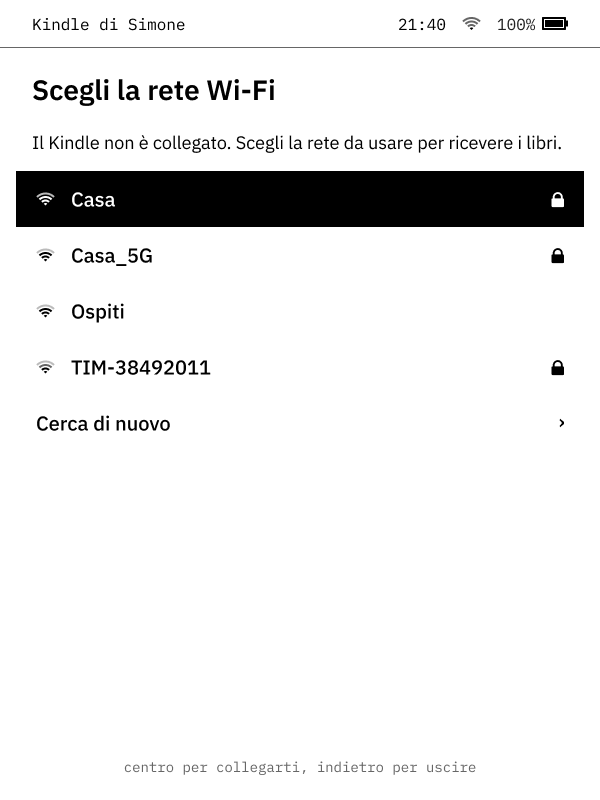 Kindle di Simone 21:40 100%
Scegli la rete Wi-Fi
Il Kindle non è collegato. Scegli la rete da usare per ricevere i libri.
Casa
Casa_5G
Ospiti
TIM-38492011
Cerca di nuovo ›
centro per collegarti, indietro per uscire